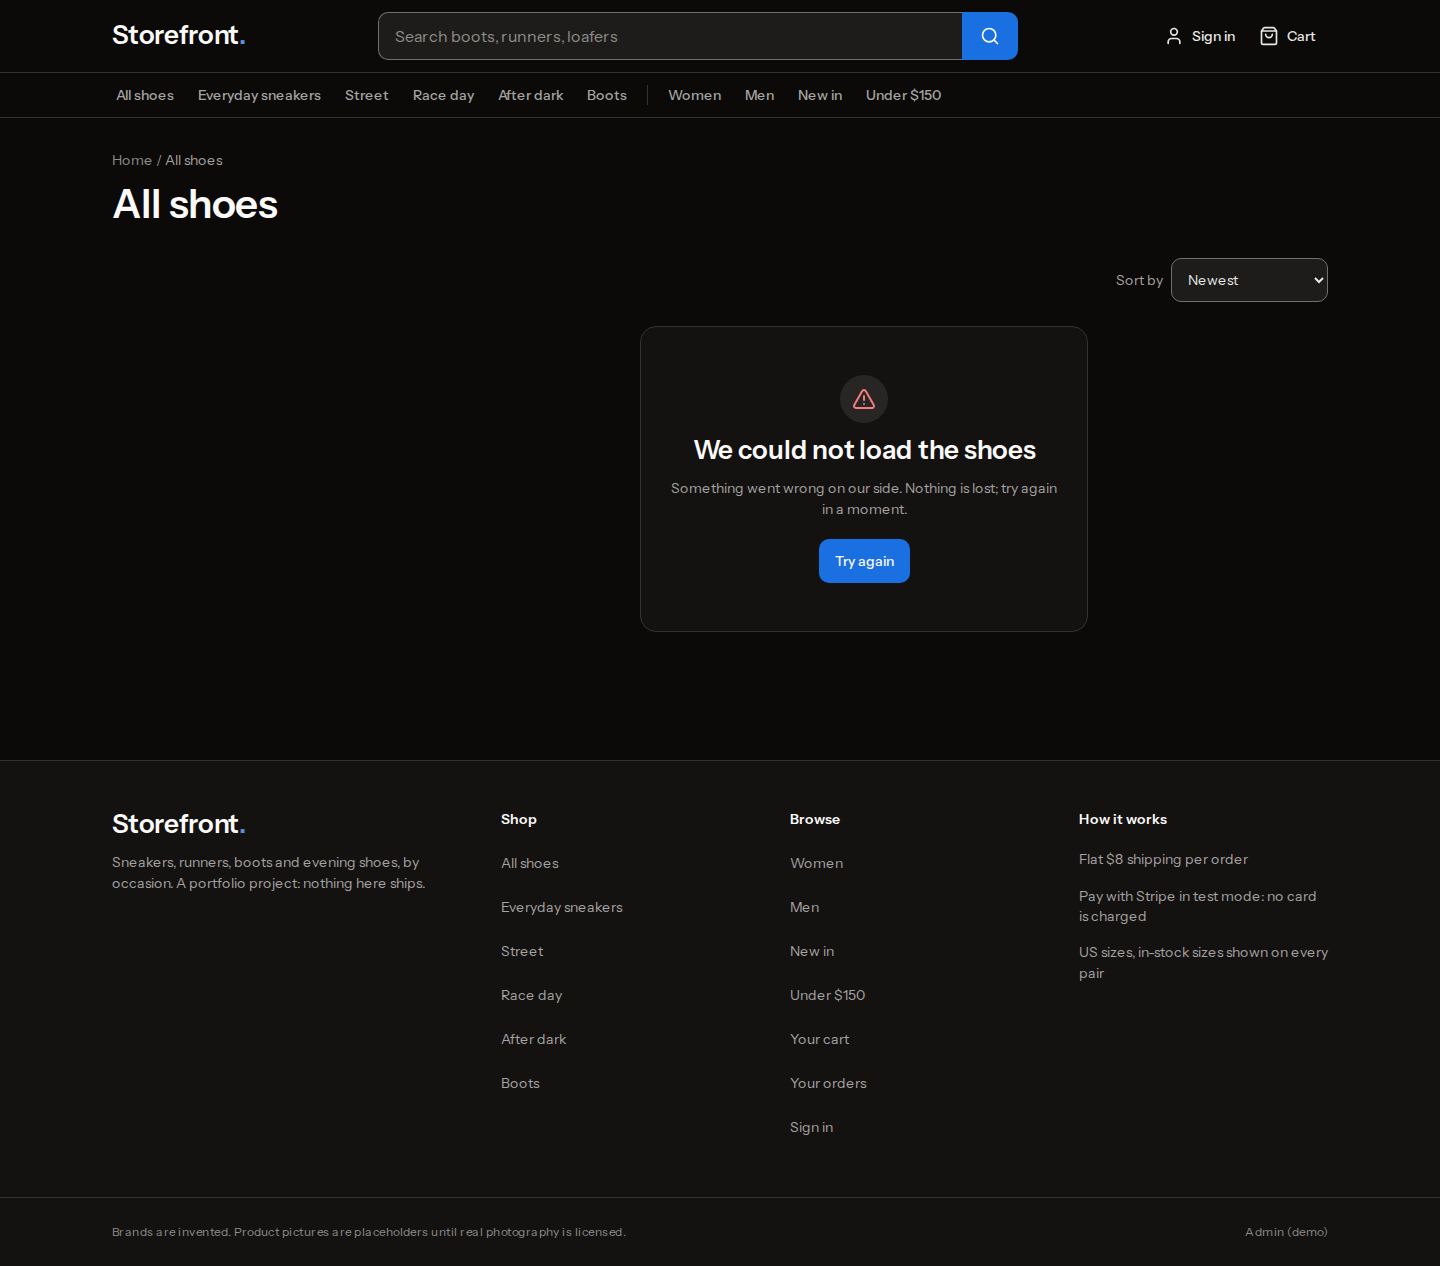 Storefront.
Search boots, runners, loafers
Sign in
Cart
All shoes
Everyday sneakers
Street
Race day
After dark
Boots
Women
Men
New in
Under $150
Home / All shoes
All shoes
Sort by
Newest
We could not load the shoes
Something went wrong on our side. Nothing is lost; try again
in a moment.
Try again
Storefront.
Sneakers, runners, boots and evening shoes, by
occasion. A portfolio project: nothing here ships.
Shop
All shoes
Everyday sneakers
Street
Race day
After dark
Boots
Browse
Women
Men
New in
Under $150
Your cart
Your orders
Sign in
How it works
Flat $8 shipping per order
Pay with Stripe in test mode: no card
is charged
US sizes, in-stock sizes shown on every
pair
Brands are invented. Product pictures are placeholders until real photography is licensed.
Admin (demo)